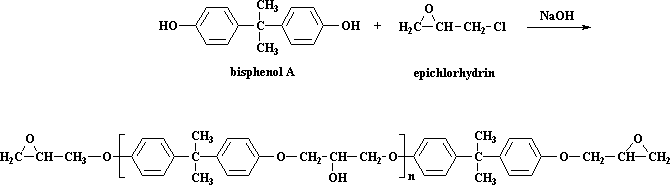 CH₃ O
HO C OH + H₂C CH CH₂ Cl NaOH
CH₃
bisphenol A epichlorhydrin
O CH₃ CH₃ O
H₂C CH CH₃ O C O CH₂ CH CH₂ O C O CH₂ CH CH₂
CH₃ OH n CH₃